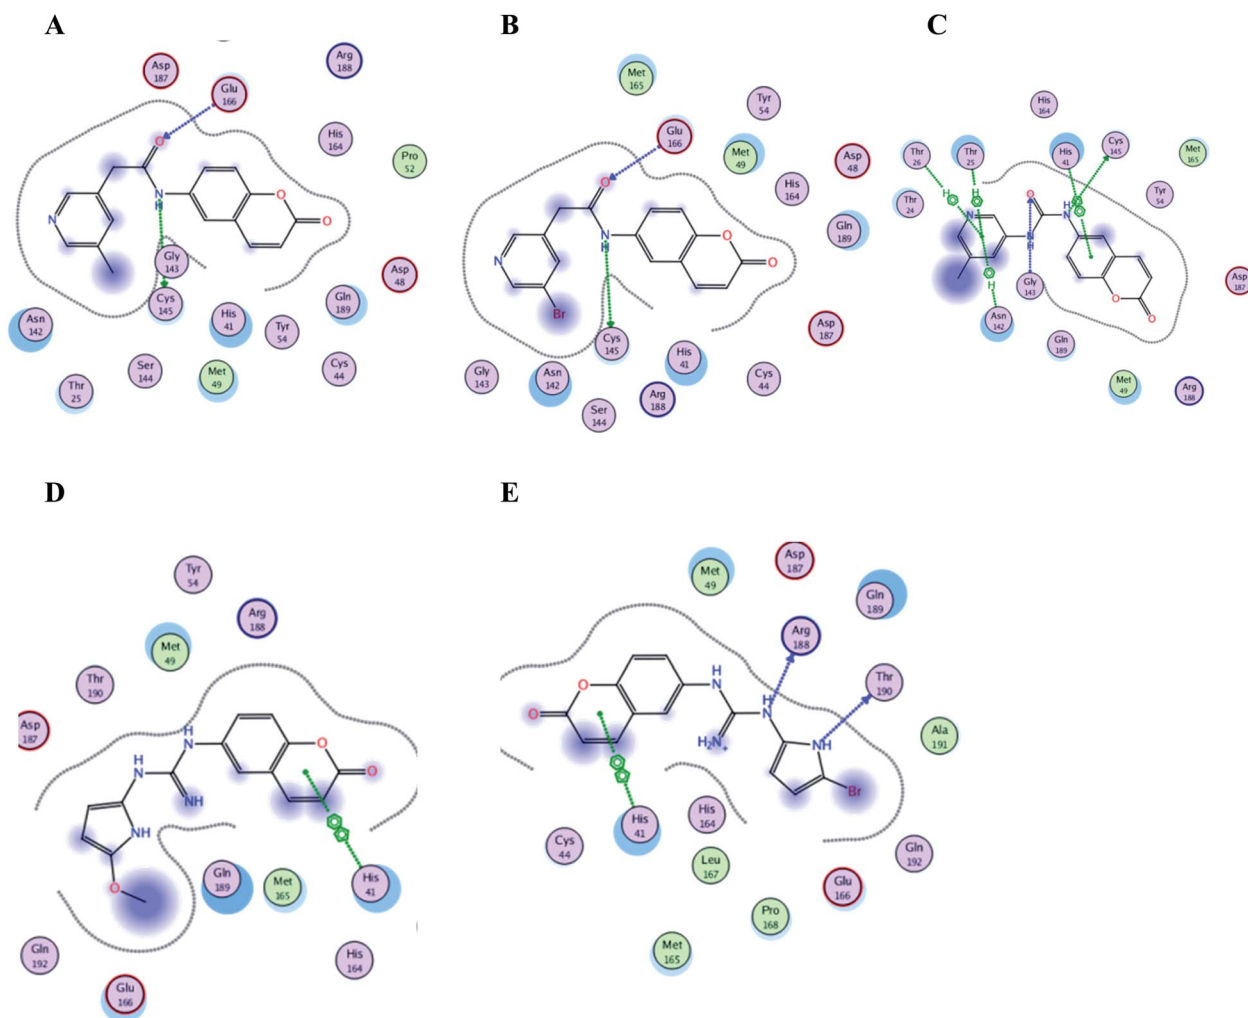 A
B
C
Asp
187
Arg
188
Glu
166
O
His
164
Pro
52
N
H
O
O
N
Gly
143
Cys
145
Asp
48
Asn
142
His
41
Tyr
54
Gln
189
Ser
144
Met
49
Cys
44
Thr
25
Met
165
Tyr
54
Glu
166
Met
49
Asp
48
O
His
164
Gln
189
N
H
O
O
N
Br
Cys
145
Asp
187
Gly
143
Asn
142
His
41
Cys
44
Ser
144
Arg
188
His
164
Thr
26
Thr
25
His
41
Cys
145
Met
165
Thr
24
H
H
O
H
N
Tyr
54
N
N
H
Gly
143
O
O
Asp
187
H
Asn
142
Gln
189
Met
49
Arg
188
D
E
Tyr
54
Arg
188
Met
49
Thr
190
Asp
187
H
N
H
N
O
O
NH
NH
O
Gln
189
Met
165
His
41
Gln
192
His
164
Glu
166
Met
49
Asp
187
Gln
189
Arg
188
Thr
190
H
N
H
N
O
O
H₂N+
NH
Br
Ala
191
Cys
44
His
41
His
164
Leu
167
Gln
192
Glu
166
Pro
168
Met
165